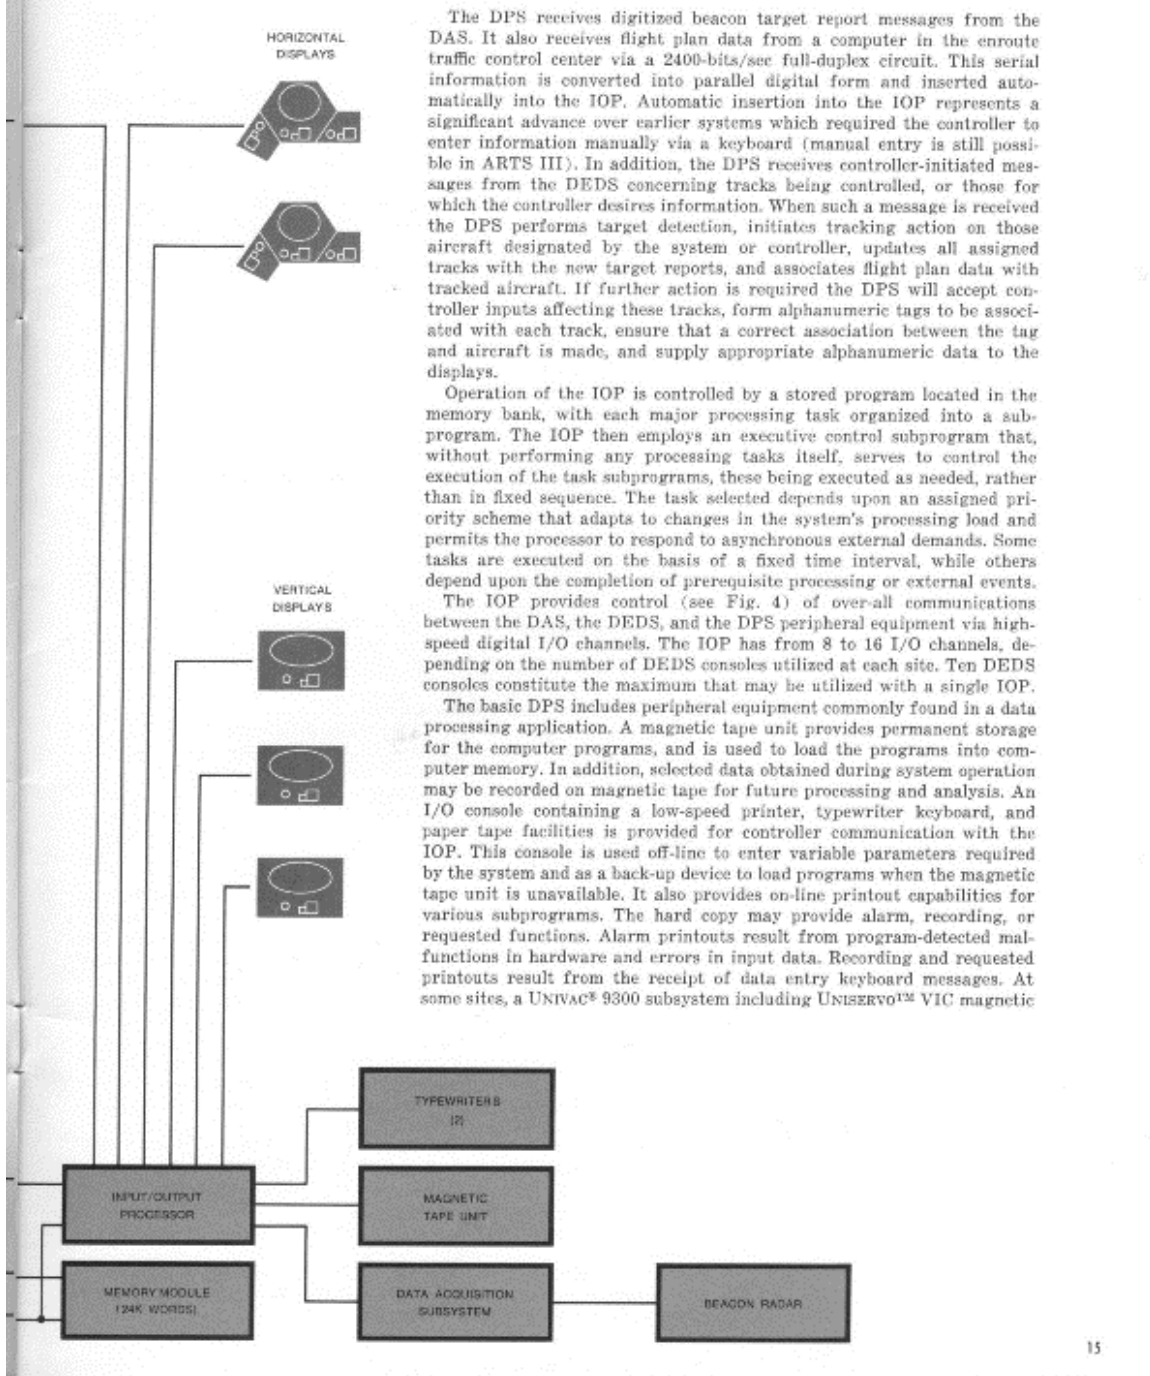 HORIZONTAL
DISPLAYS
The DPS receives digitized beacon target report messages from the
DAS. It also receives flight plan data from a computer in the enroute
traffic control center via a 2400-bits/sec full-duplex circuit. This serial
information is converted into parallel digital form and inserted auto-
matically into the IOP. Automatic insertion into the IOP represents a
significant advance over earlier systems which required the controller to
enter information manually via a keyboard (manual entry is still possi-
ble in ARTS III). In addition, the DPS receives controller-initiated mes-
sages from the DEDS concerning tracks being controlled, or those for
which the controller desires information. When such a message is received
the DPS performs target detection, initiates tracking action on those
aircraft designated by the system or controller, updates all assigned
tracks with the new target reports, and associates flight plan data with
tracked aircraft. If further action is required the DPS will accept con-
troller inputs affecting these tracks, form alphanumeric tags to be associ-
ated with each track, ensure that a correct association between the tag
and aircraft is made, and supply appropriate alphanumeric data to the
displays.
Operation of the IOP is controlled by a stored program located in the
memory bank, with each major processing task organized into a sub-
program. The IOP then employs an executive control subprogram that,
without performing any processing tasks itself, serves to control the
execution of the task subprograms, these being executed as needed, rather
than in fixed sequence. The task selected depends upon an assigned pri-
ority scheme that adapts to changes in the system's processing load and
permits the processor to respond to asynchronous external demands. Some
tasks are executed on the basis of a fixed time interval, while others
depend upon the completion of prerequisite processing or external events.
The IOP provides control (see Fig. 4) of over-all communications
between the DAS, the DEDS, and the DPS peripheral equipment via high-
speed digital I/O channels. The IOP has from 8 to 16 I/O channels, de-
pending on the number of DEDS consoles utilized at each site. Ten DEDS
consoles constitute the maximum that may be utilized with a single IOP.
The basic DPS includes peripheral equipment commonly found in a data
processing application. A magnetic tape unit provides permanent storage
for the computer programs, and is used to load the programs into com-
puter memory. In addition, selected data obtained during system operation
may be recorded on magnetic tape for future processing and analysis. An
I/O console containing a low-speed printer, typewriter keyboard, and
paper tape facilities is provided for controller communication with the
IOP. This console is used off-line to enter variable parameters required
by the system and as a back-up device to load programs when the magnetic
tape unit is unavailable. It also provides on-line printout capabilities for
various subprograms. The hard copy may provide alarm, recording, or
requested functions. Alarm printouts result from program-detected mal-
functions in hardware and errors in input data. Recording and requested
printouts result from the receipt of data entry keyboard messages. At
some sites, a UNIVAC® 9300 subsystem including UNISERVO™ VIC magnetic
VERTICAL
DISPLAYS
TYPEWRITERS
(2)
INPUT/OUTPUT
PROCESSOR
MAGNETIC
TAPE UNIT
MEMORY MODULE
(24K WORDS)
DATA ACQUISITION
SUBSYSTEM
BEACON RADAR
15